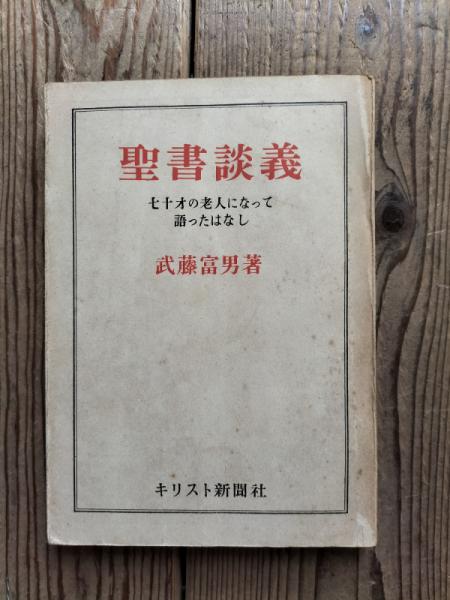 聖書談義
七十才の老人になって
語ったはなし
武藤富男著
キリスト新聞社